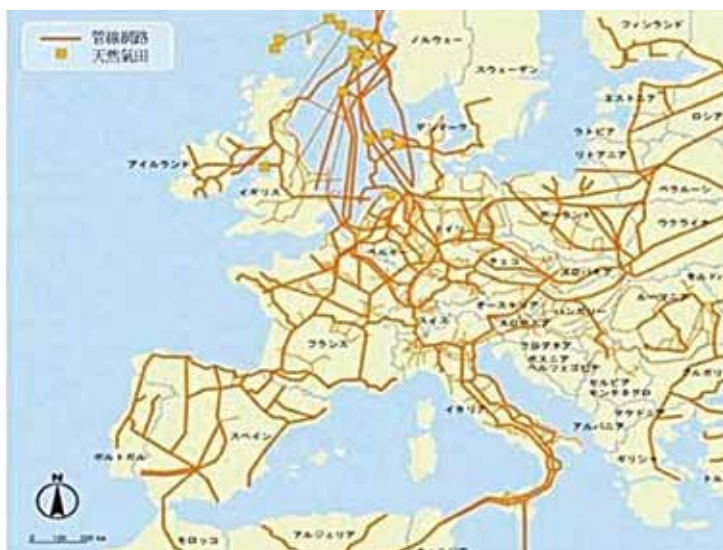 管線網路
天然氣田
ノルウェー
フィンランド
スウェーデン
エストニア
ロシア
ラトビア
リトアニア
デンマーク
アイルランド
イギリス
ベラルーシ
ポーランド
ウクライナ
ドイツ
ベルギー
チェコ
スロバキア
モルドバ
オーストリア
ハンガリー
ルーマニア
スイス
スロベニア
フランス
クロアチア
ボスニア
ヘルツェゴビナ
セルビア
モンテネグロ
ブルガリ
イタリア
マケドニア
アルバニア
スペイン
ポルトガル
ギリシャ
トル
N
モロッコ
アルジェリア